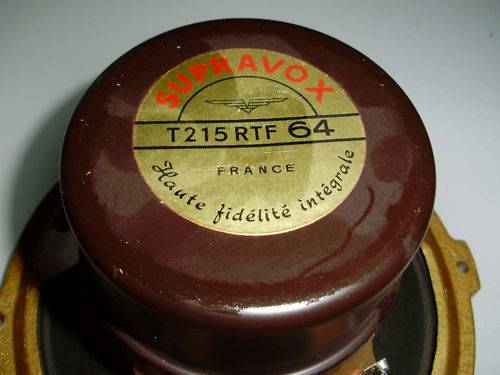 SUPRAVOX
T215 RTF 64
FRANCE
Haute fidélité intégrale